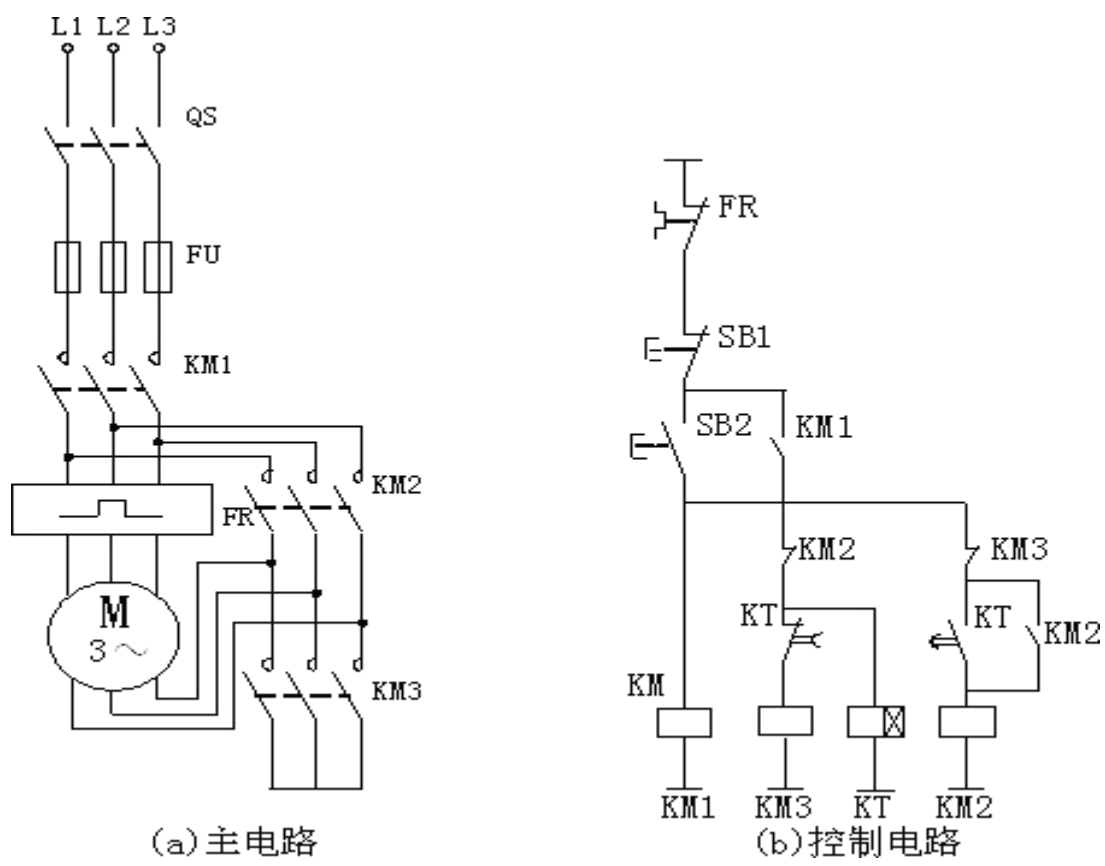 L1 L2 L3
QS
FU
KM1
KM2
FR
M
3～
KM3
(a)主电路
FR
SB1
SB2
KM1
KM2
KM3
KT
KT
KM2
KM
KM1
KM3
KT
KM2
(b)控制电路